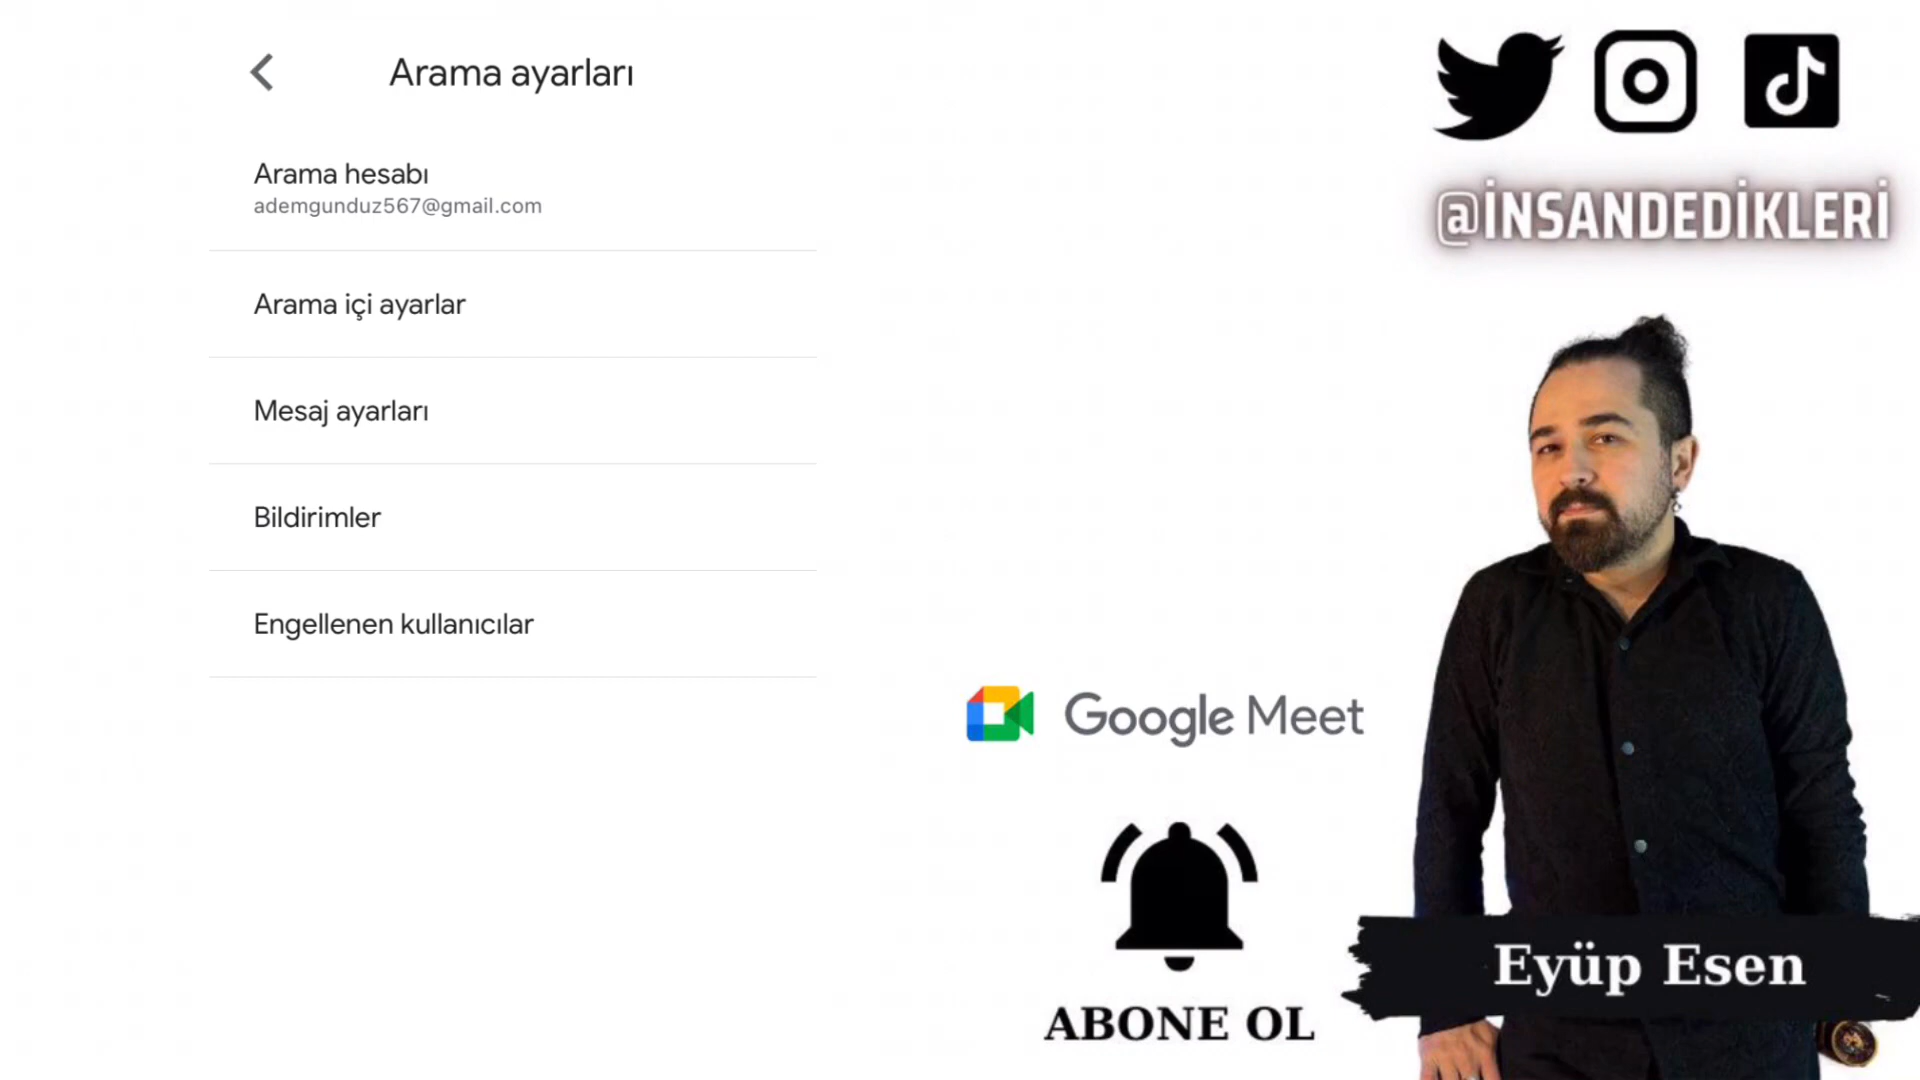 Arama ayarları
Arama hesabı
ademgunduz567@gmail.com
Arama içi ayarlar
Mesaj ayarları
Bildirimler
Engellenen kullanıcılar
@İNSANDEDİKLERİ
Google Meet
ABONE OL
Eyüp Esen